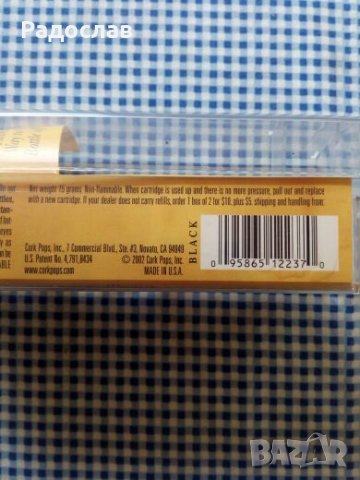 Радослав
Net weight 15 grams. Non-flammable. When cartridge is used up and there is no more pressure, pull out and replace
with a new cartridge. If your dealer does not carry refills, order 1 box of 2 for $10, plus $5, shipping and handling from:
Cork Pops, Inc., 7 Commercial Blvd., Ste. #3, Novato, CA 94949
U.S. Patent No. 4,791,8434 © 2002 Cork Pops, Inc.
www.corkpops.com MADE IN U.S.A.
BLACK
0 95865 12237 0
ABLE
BAZAR
bg